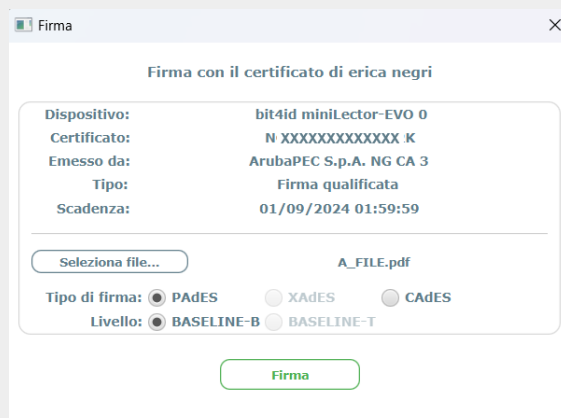 Firma
Firma con il certificato di erica negri
Dispositivo: bit4id miniLector-EVO 0
Certificato: N XXXXXXXXXXXXX K
Emesso da: ArubaPEC S.p.A. NG CA 3
Tipo: Firma qualificata
Scadenza: 01/09/2024 01:59:59
Seleziona file... A_FILE.pdf
Tipo di firma: PAdES XAdES CAdES
Livello: BASELINE-B BASELINE-T
Firma